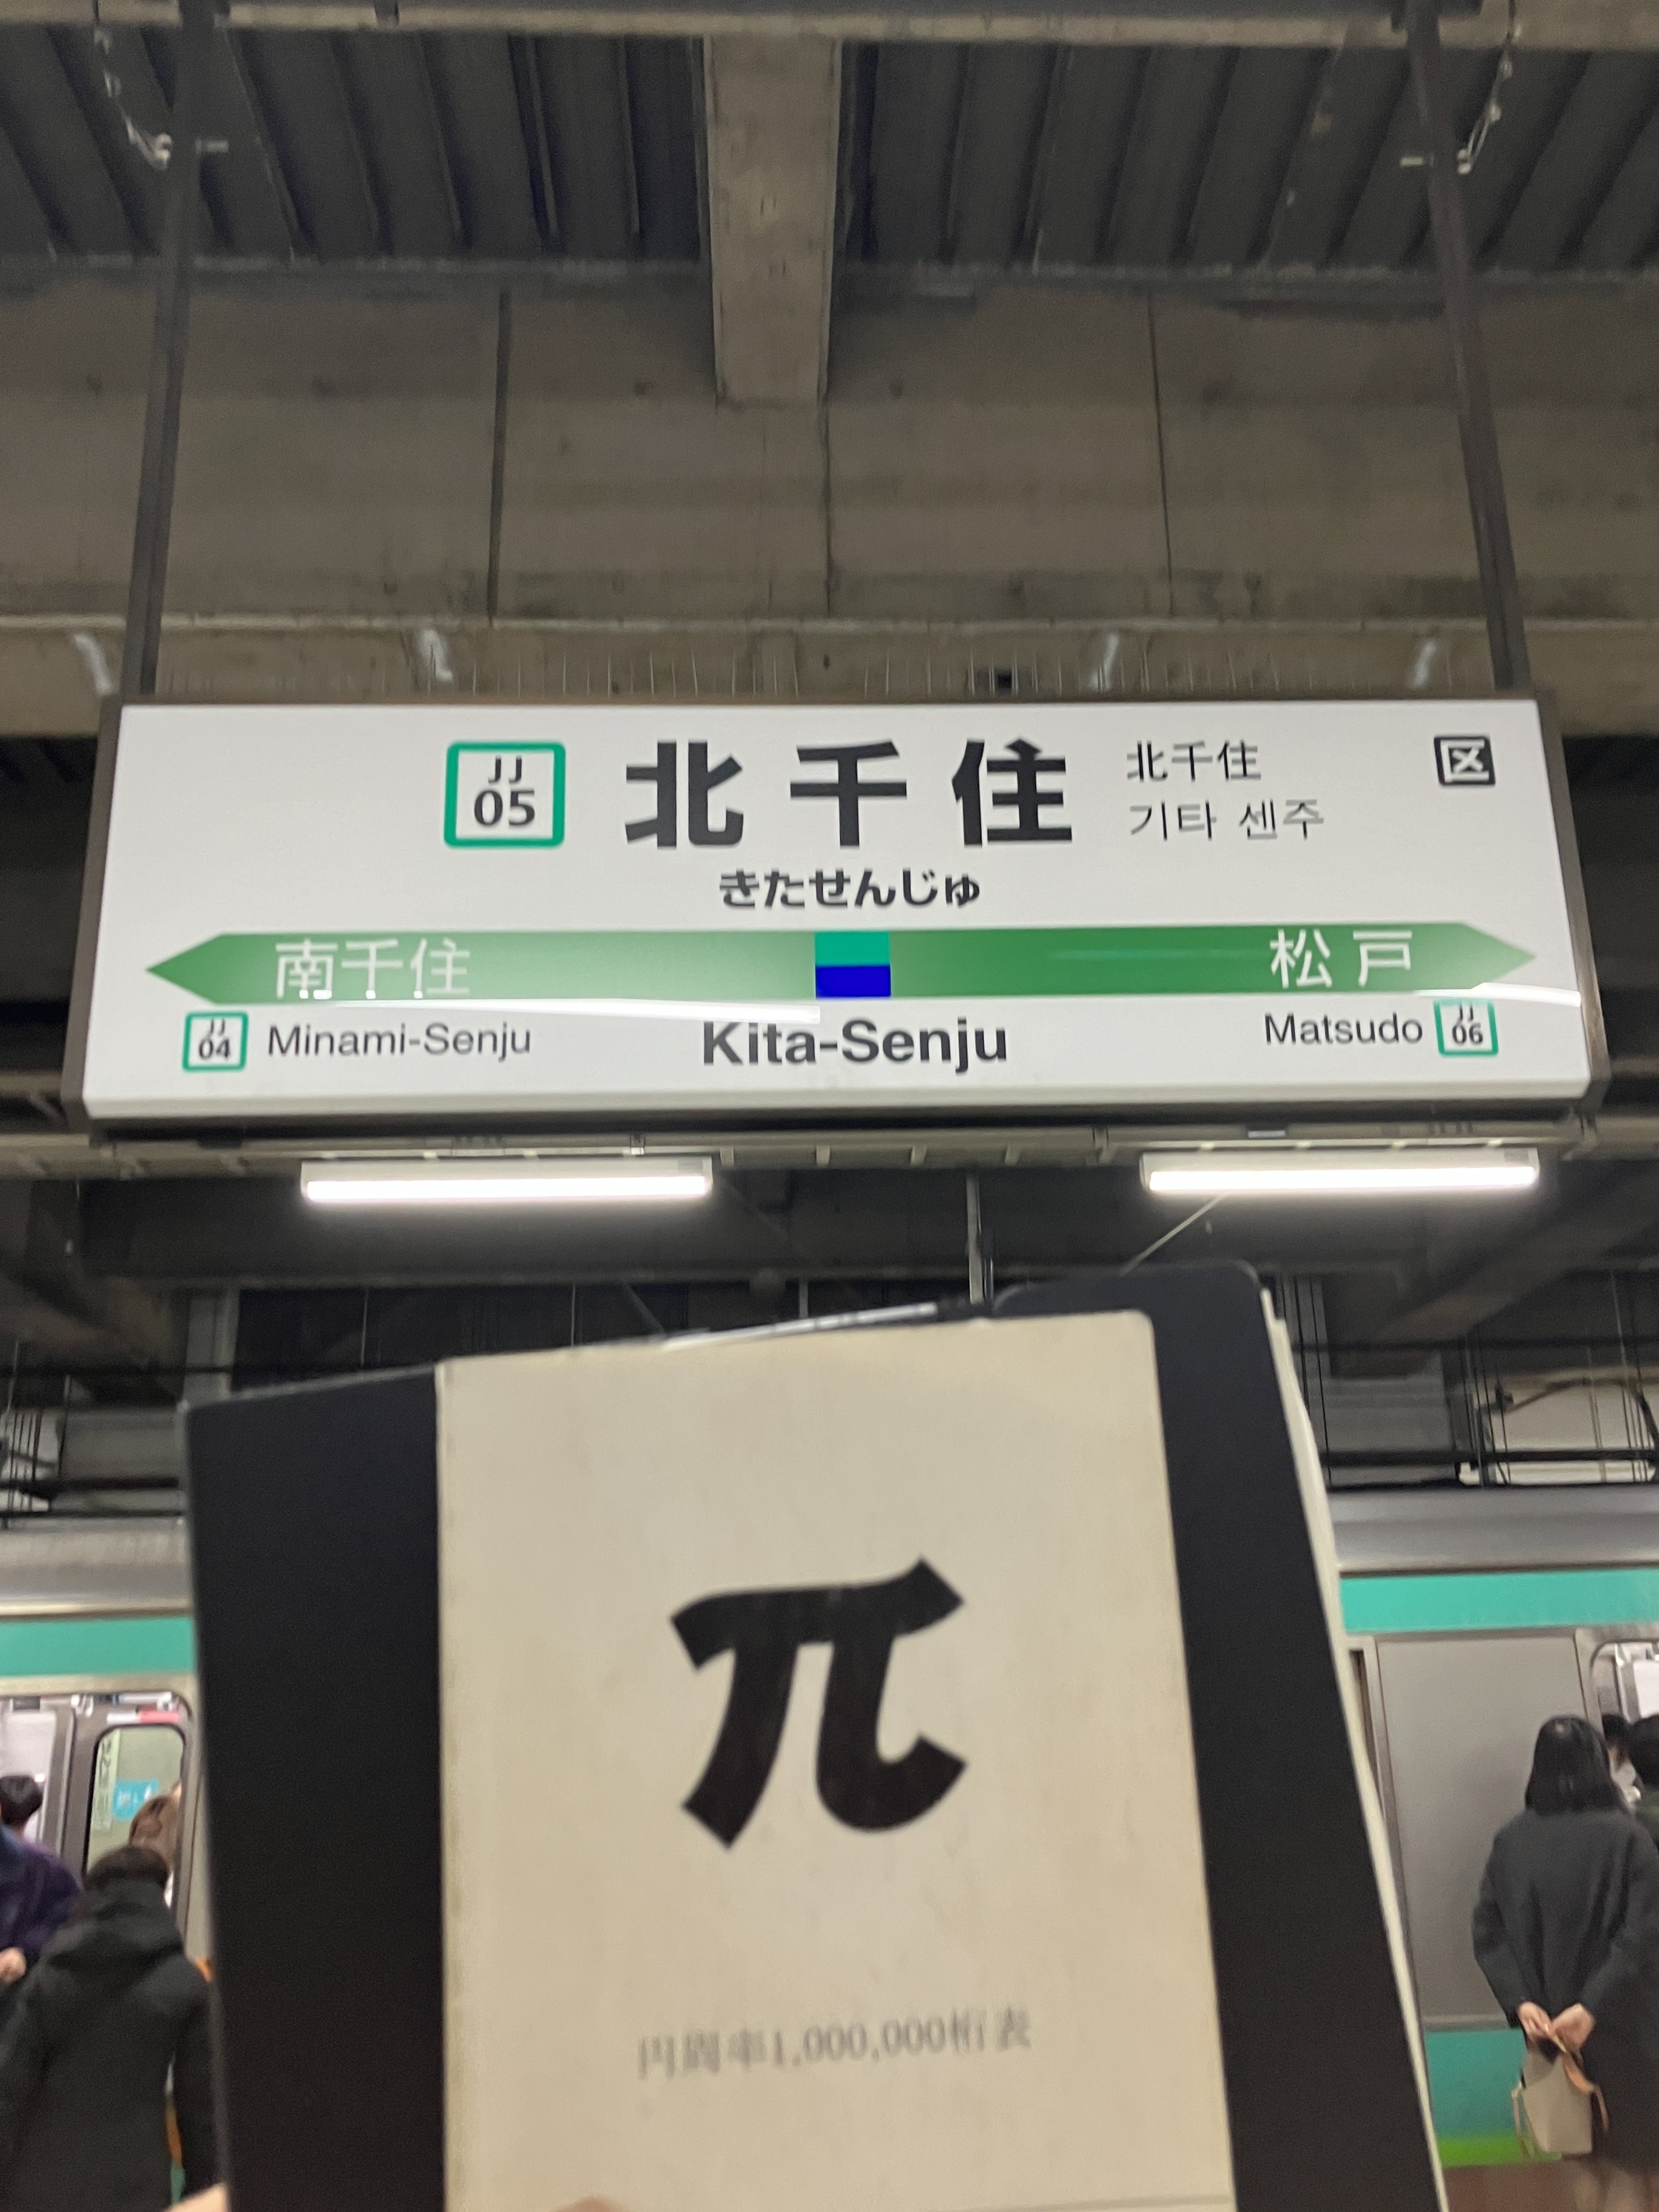 JJ
05
北千住
北千住
기타 센주
区
きたせんじゅ
南千住
松戸
JJ
04
Minami-Senju
Kita-Senju
Matsudo
JJ
06
π
円周率1,000,000桁表